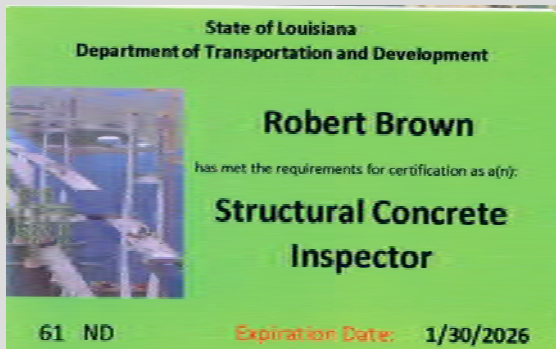 State of Louisiana
Department of Transportation and Development
Robert Brown
has met the requirements for certification as a(n):
Structural Concrete
Inspector
61 ND Expiration Date: 1/30/2026